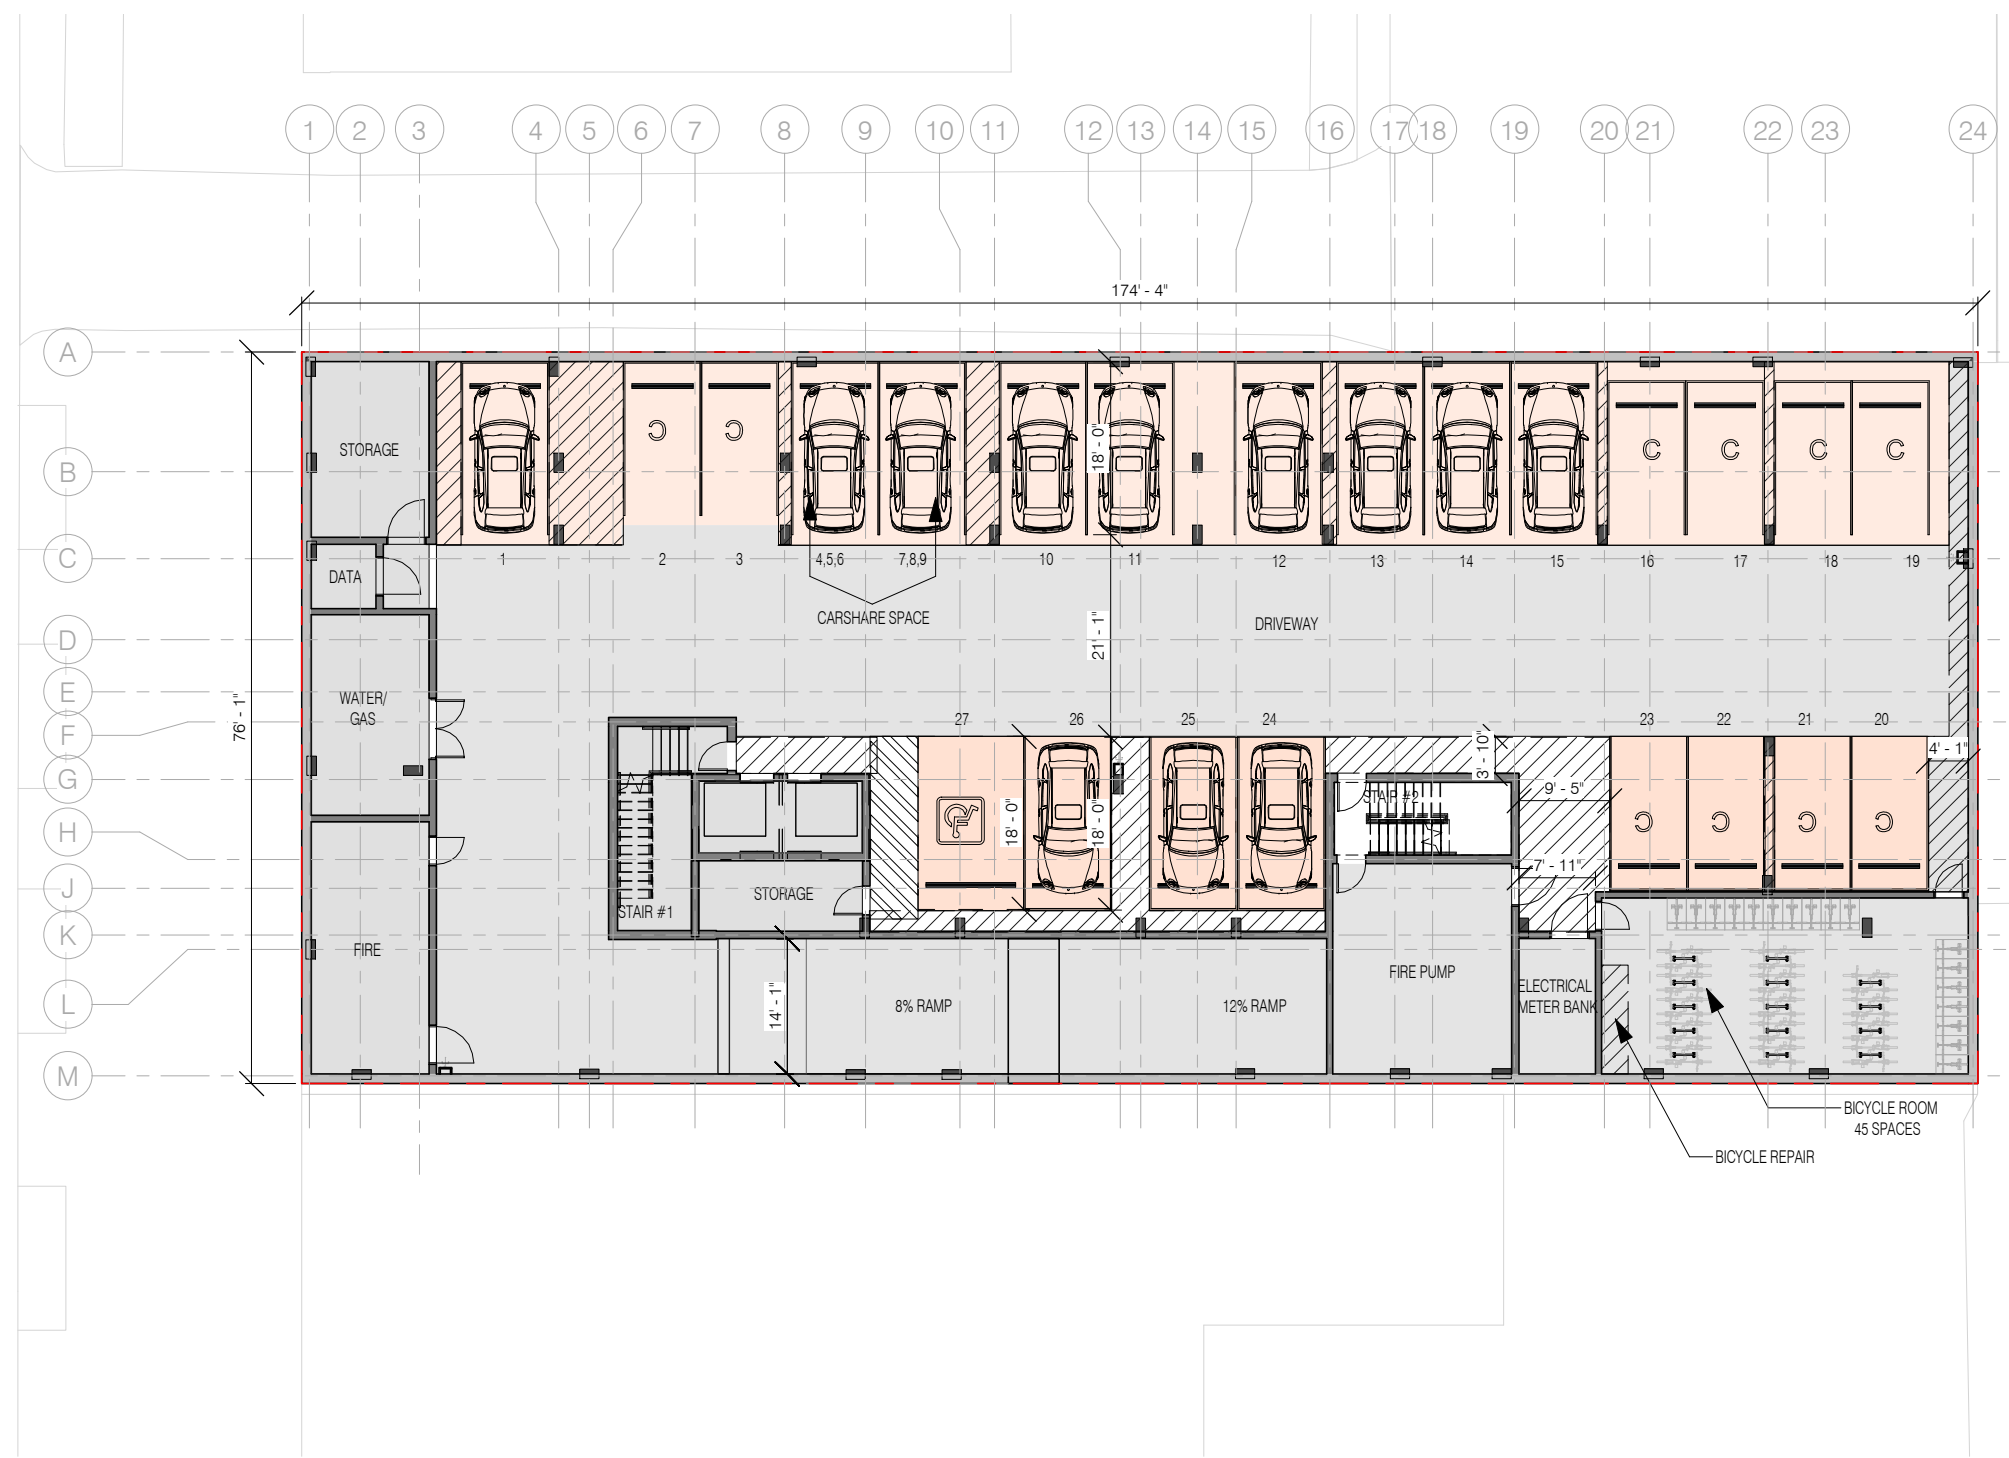 1 2 3 4 5 6 7 8 9 10 11 12 13 14 15 16 17 18 19 20 21 22 23 24
174' - 4"
A
B
C
D
E
F
G
H
J
K
L
M
76' - 1"
STORAGE
DATA
WATER/
GAS
FIRE
C C C C C C
18' - 0"
1 2 3 4,5,6 7,8,9 10 11 12 13 14 15 16 17 18 19
CARSHARE SPACE
DRIVEWAY
21' - 1"
27 26 25 24 23 22 21 20
3' - 10"
4' - 1"
9' - 5"
STAIR #2
18' - 0"
18' - 0"
C C C C
7' - 11"
STORAGE
STAIR #1
14' - 1"
8% RAMP
12% RAMP
FIRE PUMP
ELECTRICAL
METER BANK
BICYCLE ROOM
45 SPACES
BICYCLE REPAIR